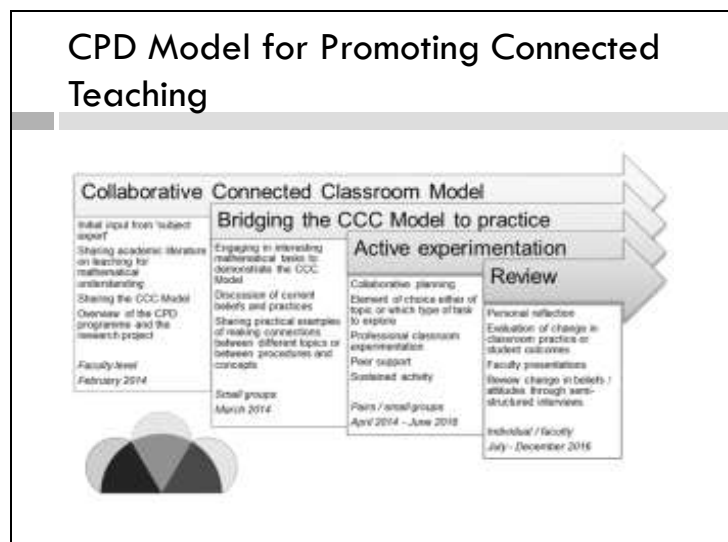 CPD Model for Promoting Connected
Teaching
Collaborative Connected Classroom Model
Initial input from 'subject
expert'
Sharing academic literature
on teaching for
mathematical
understanding
Sharing the CCC Model
Overview of the CPD
programme and the
research project
Faculty level
February 2014
Bridging the CCC Model to practice
Engaging in interesting
mathematical tasks to
demonstrate the CCC
Model
Discussion of current
beliefs and practices
Sharing practical examples
of making connections
between different topics or
between procedures and
concepts
Small groups
March 2014
Active experimentation
Collaborative planning
Element of choice either of
topic or which type of task
to explore
Professional classroom
experimentation
Peer support
Sustained activity
Pairs / small groups
April 2014 – June
Review
Personal reflection
Evaluation of change in
classroom practice or
student outcomes
Faculty presentations
Review change in beliefs /
attitudes through semi-
structured interviews
Individual / faculty
July - December